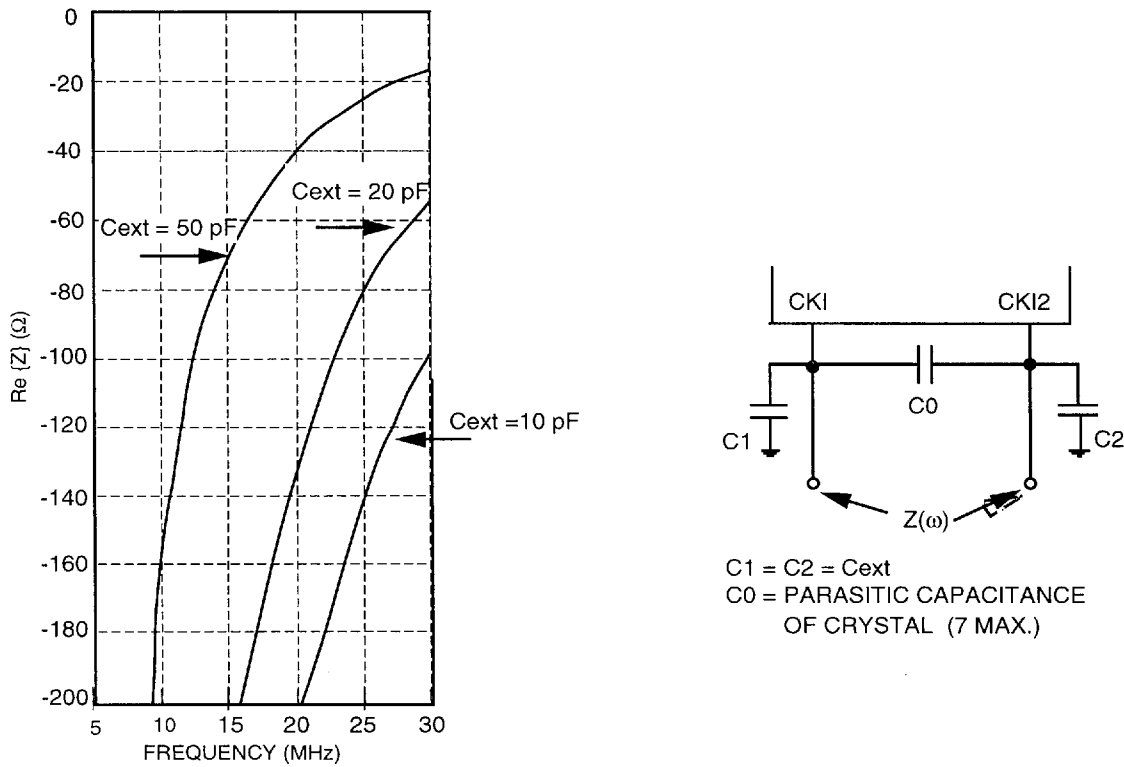 0
-20
-40
-60
-80
-100
-120
-140
-160
-180
-200
Re {Z} (Ω)
Cext = 50 pF
Cext = 20 pF
Cext =10 pF
5 10 15 20 25 30
FREQUENCY (MHz)
CKI CKI2
C0
C1 C2
Z(ω)
C1 = C2 = Cext
C0 = PARASITIC CAPACITANCE
OF CRYSTAL (7 MAX.)